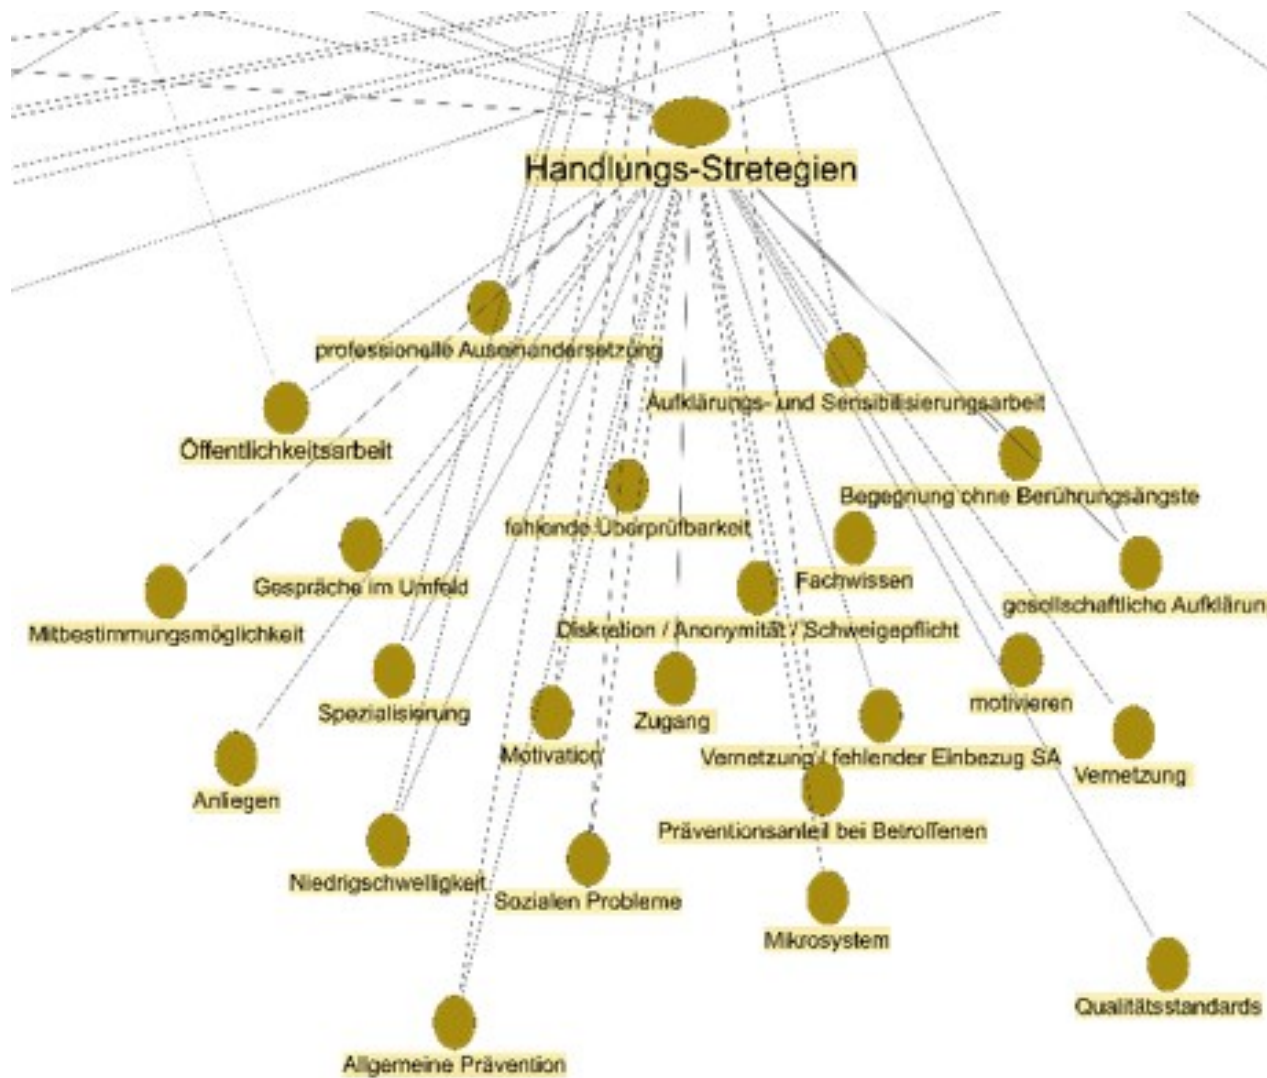 Handlungs-Stretegien
professionelle Auseinandersetzung
Aufklärungs- und Sensibilisierungsarbeit
Öffentlichkeitsarbeit
Begegnung ohne Berührungsängste
fehlende Überprüfbarkeit
Gespräche im Umfeld
Fachwissen
gesellschaftliche Aufklärun
Mitbestimmungsmöglichkeit
Diskretion / Anonymität / Schweigepflicht
motivieren
Spezialisierung
Zugang
Motivation
Vernetzung / fehlender Einbezug SA
Vernetzung
Anliegen
Präventionsanteil bei Betroffenen
Niedrigschwelligkeit
Sozialen Probleme
Mikrosystem
Qualitätsstandards
Allgemeine Prävention